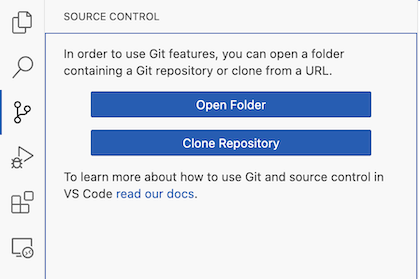 SOURCE CONTROL
In order to use Git features, you can open a folder
containing a Git repository or clone from a URL.
Open Folder
Clone Repository
To learn more about how to use Git and source control in
VS Code read our docs.